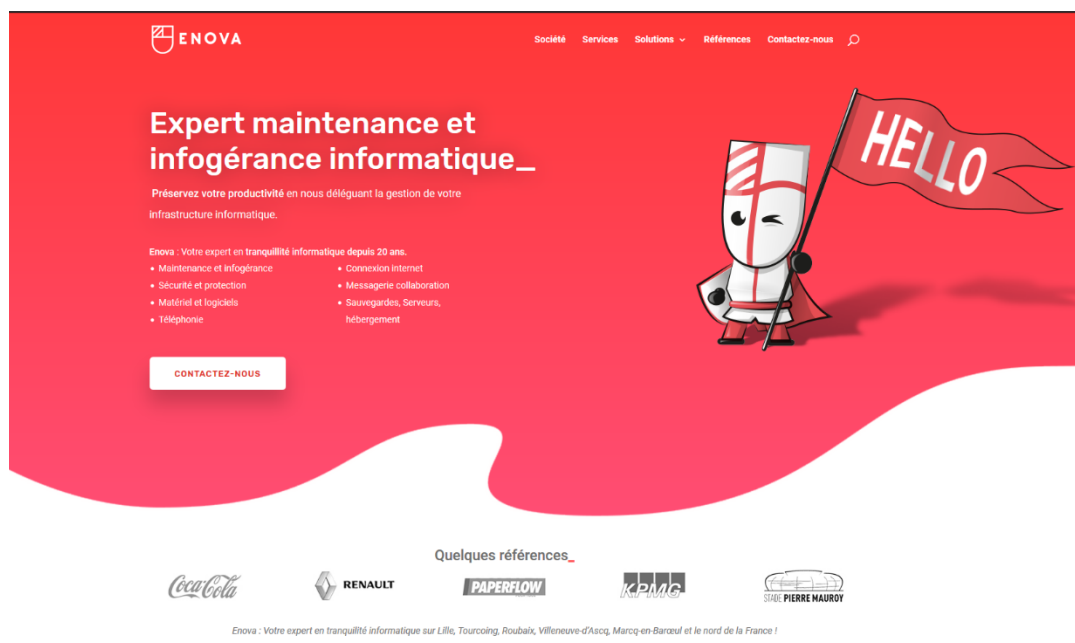 ENOVA
Société Services Solutions Références Contactez-nous
Expert maintenance et
infogérance informatique_
Préservez votre productivité en nous déléguant la gestion de votre
infrastructure informatique.
HELLO
Enova : Votre expert en tranquillité informatique depuis 20 ans.
• Maintenance et infogérance
• Sécurité et protection
• Matériel et logiciels
• Téléphonie
• Connexion internet
• Messagerie collaboration
• Sauvegardes, Serveurs,
hébergement
CONTACTEZ-NOUS
Quelques références_
Coca-Cola
RENAULT
PAPERFLOW
KPMG
STADE PIERRE MAUROY
Enova : Votre expert en tranquilité informatique sur Lille, Tourcoing, Roubaix, Villeneuve-d'Ascq, Marcq-en-Barœul et le nord de la France !